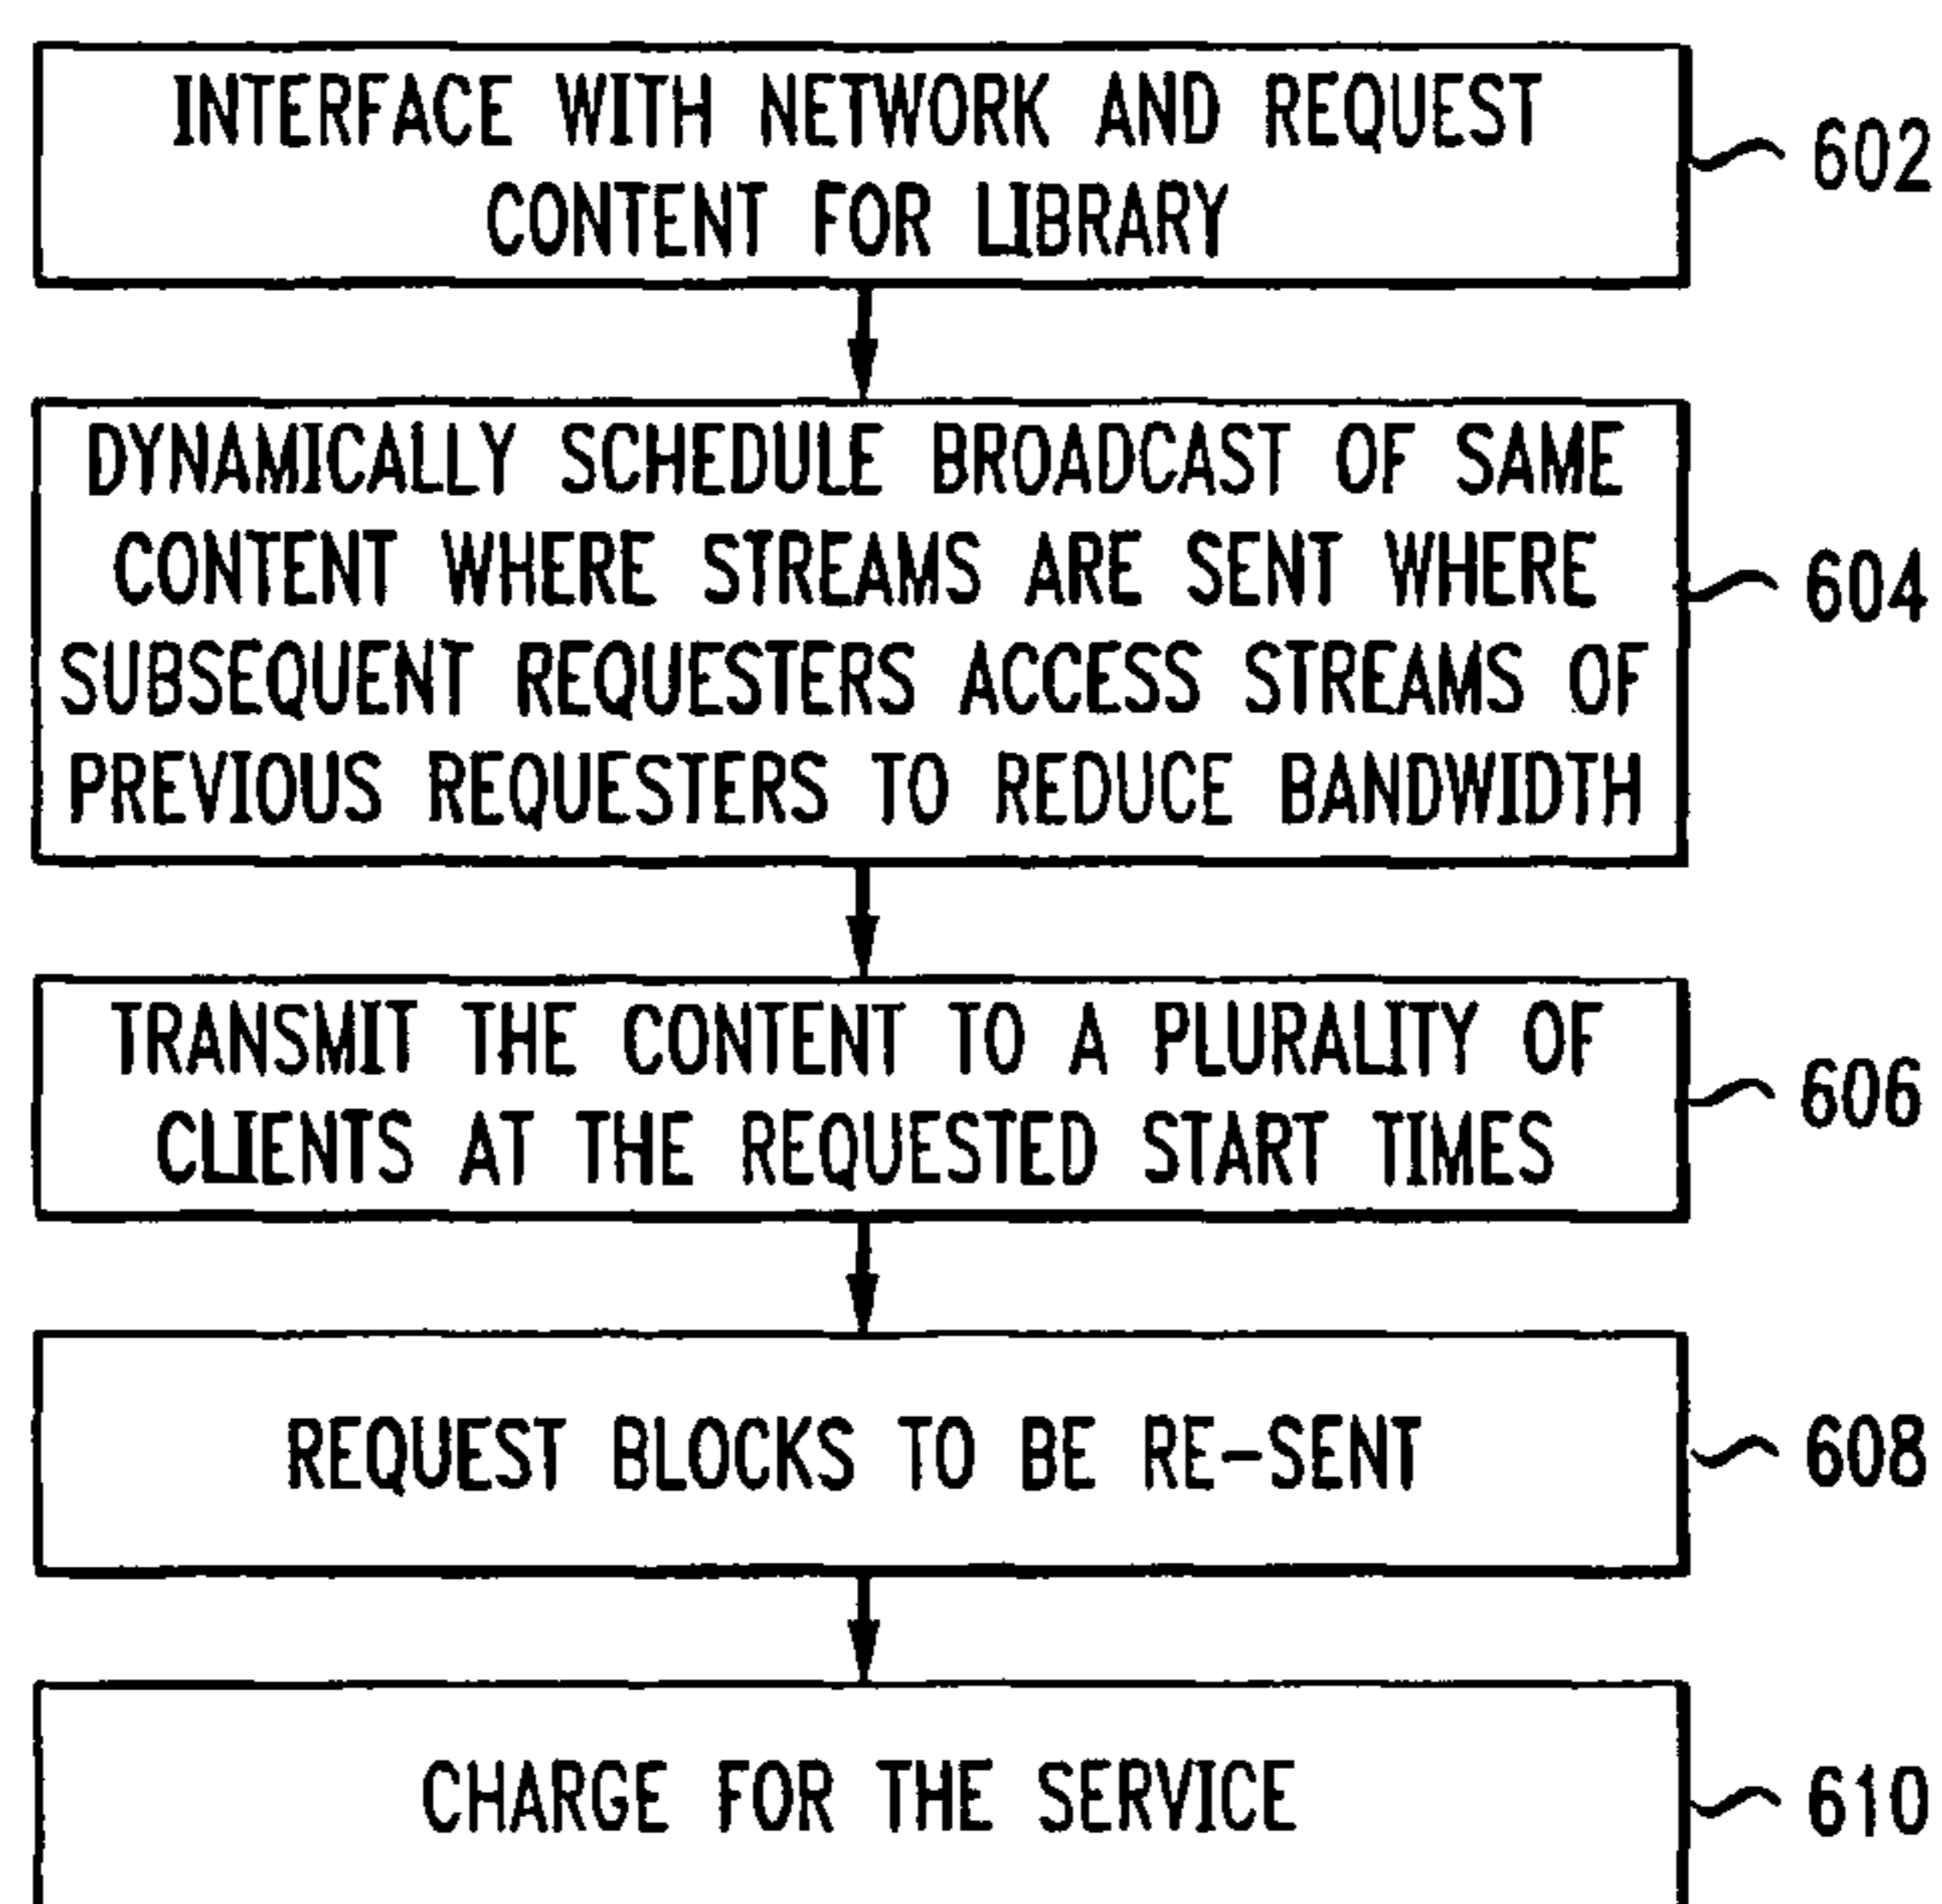 INTERFACE WITH NETWORK AND REQUEST
CONTENT FOR LIBRARY
602
DYNAMICALLY SCHEDULE BROADCAST OF SAME
CONTENT WHERE STREAMS ARE SENT WHERE
SUBSEQUENT REQUESTERS ACCESS STREAMS OF
PREVIOUS REQUESTERS TO REDUCE BANDWIDTH
604
TRANSMIT THE CONTENT TO A PLURALITY OF
CLIENTS AT THE REQUESTED START TIMES
606
REQUEST BLOCKS TO BE RE-SENT
608
CHARGE FOR THE SERVICE
610